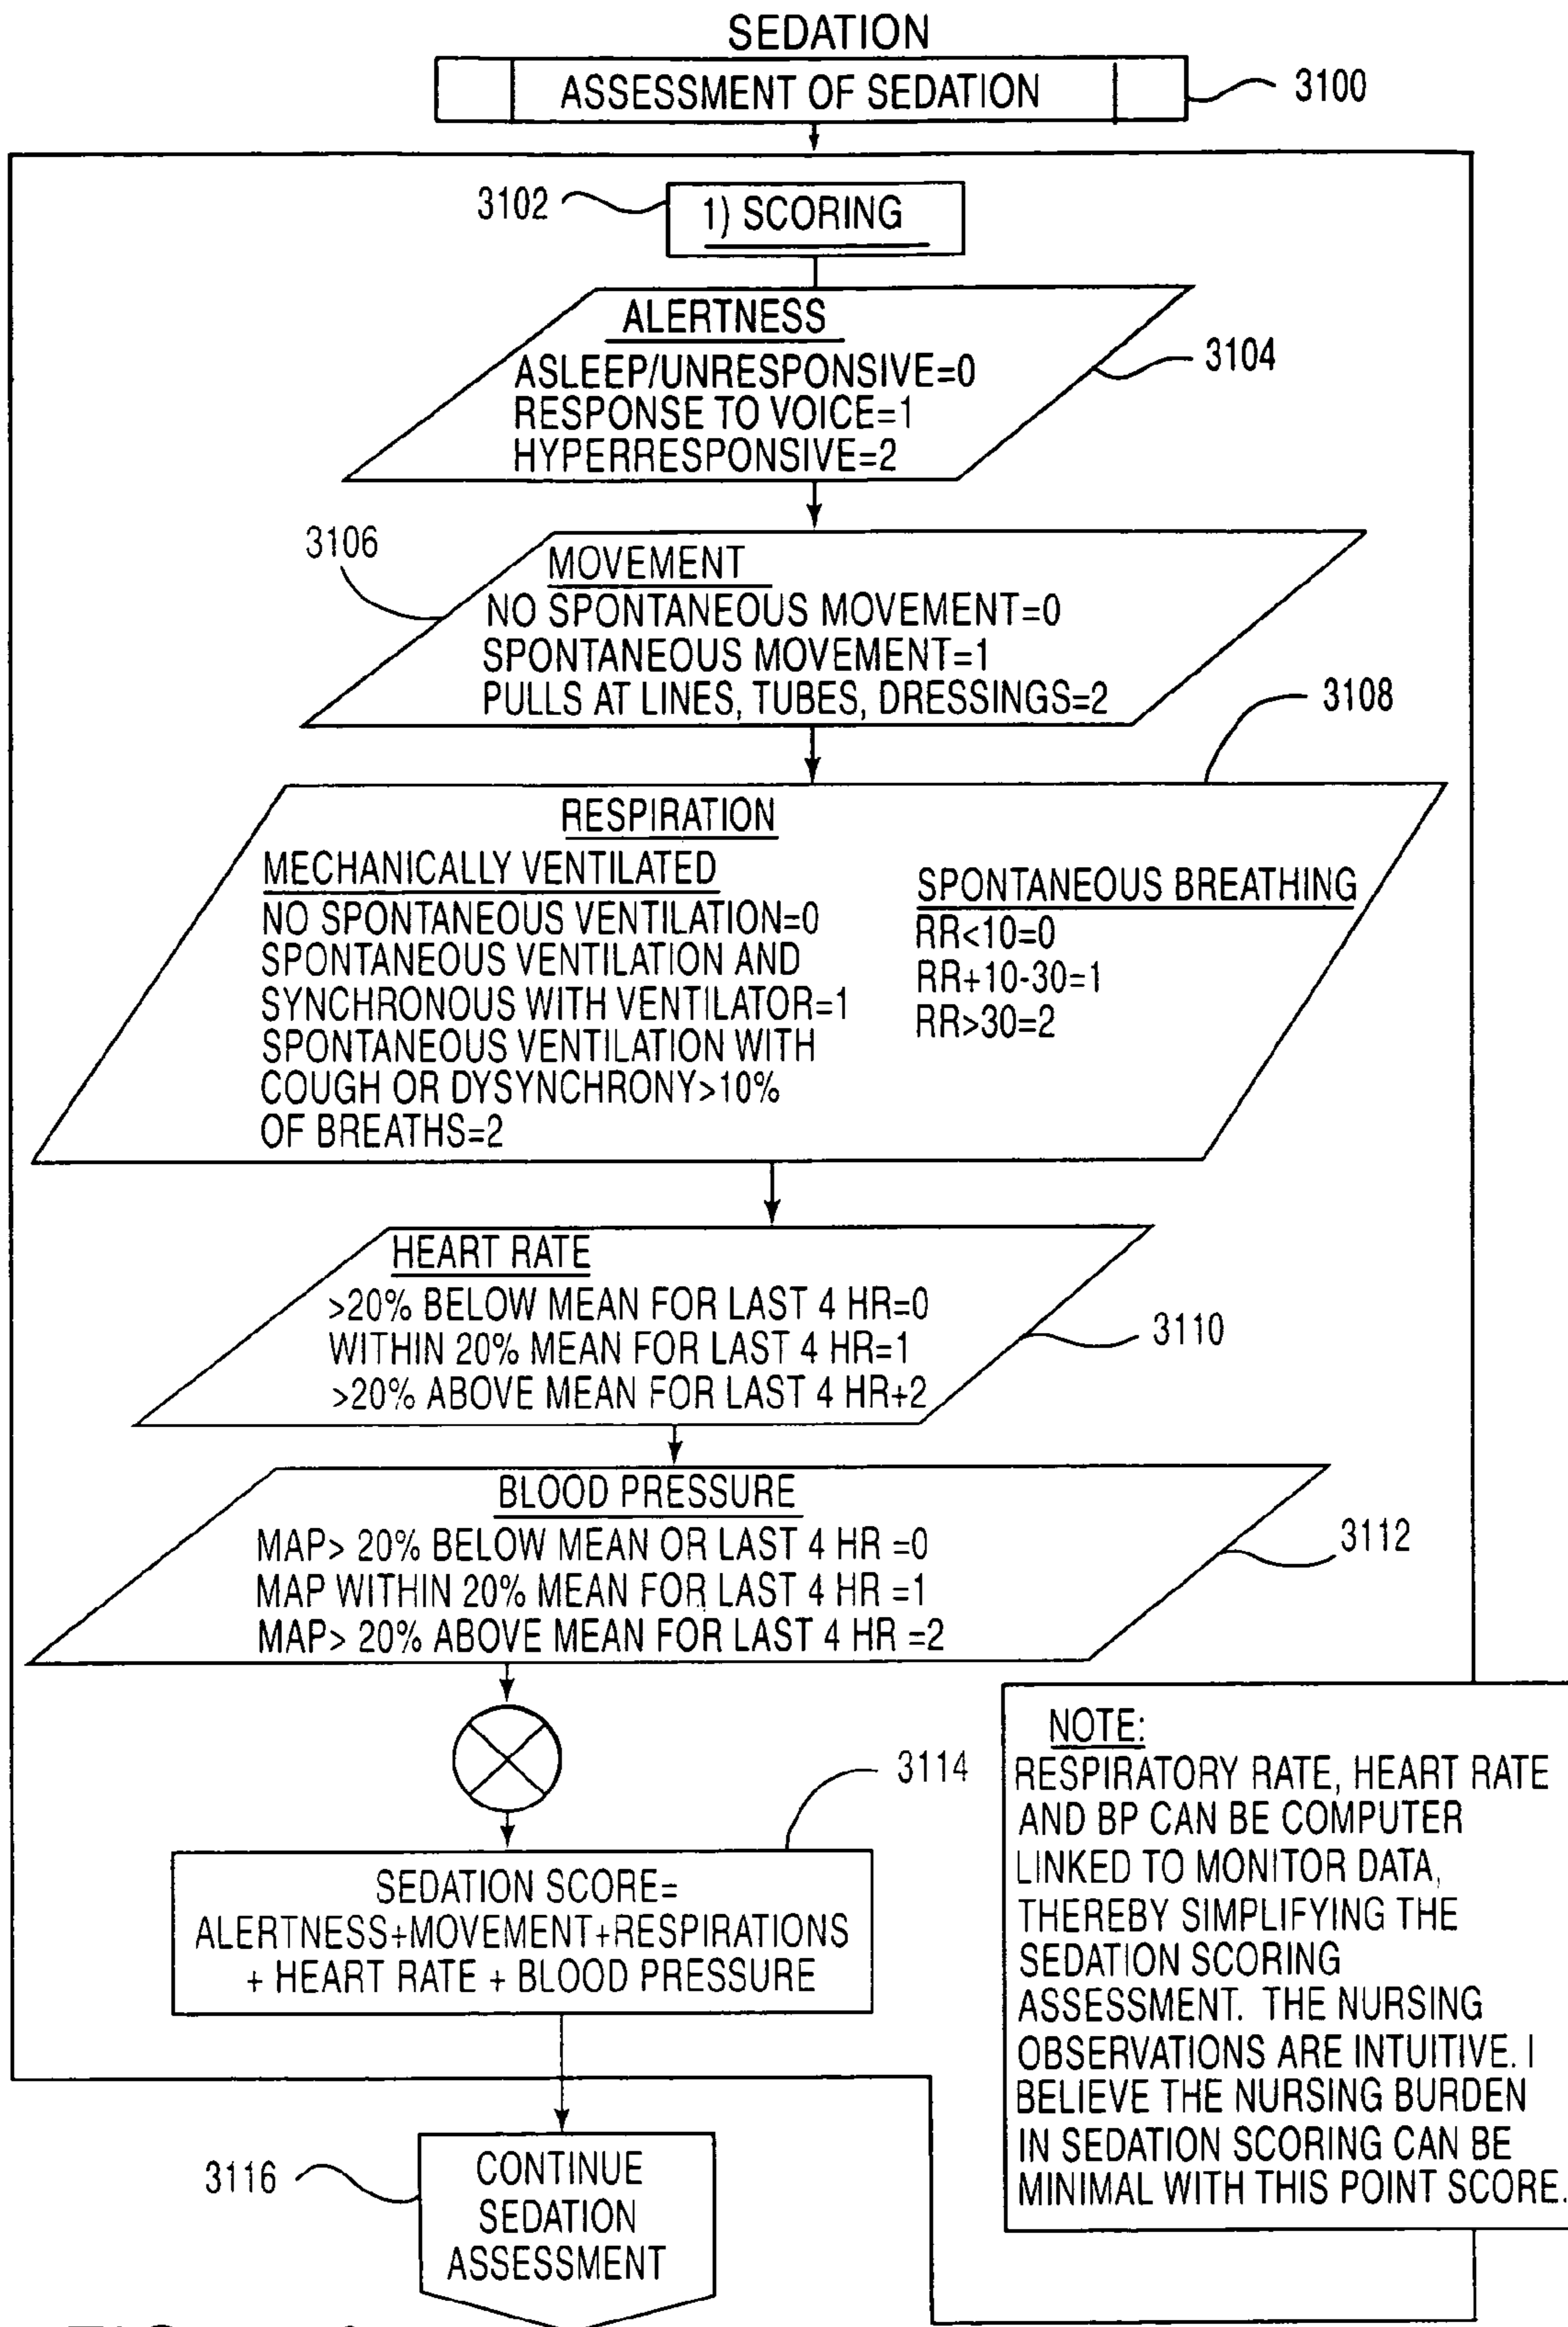 SEDATION
ASSESSMENT OF SEDATION
3100
3102
1) SCORING
ALERTNESS
ASLEEP/UNRESPONSIVE=0
RESPONSE TO VOICE=1
HYPERRESPONSIVE=2
3104
3106
MOVEMENT
NO SPONTANEOUS MOVEMENT=0
SPONTANEOUS MOVEMENT=1
PULLS AT LINES, TUBES, DRESSINGS=2
3108
RESPIRATION
MECHANICALLY VENTILATED
NO SPONTANEOUS VENTILATION=0
SPONTANEOUS VENTILATION AND
SYNCHRONOUS WITH VENTILATOR=1
SPONTANEOUS VENTILATION WITH
COUGH OR DYSYNCHRONY>10%
OF BREATHS=2
SPONTANEOUS BREATHING
RR<10=0
RR+10-30=1
RR>30=2
HEART RATE
>20% BELOW MEAN FOR LAST 4 HR=0
WITHIN 20% MEAN FOR LAST 4 HR=1
>20% ABOVE MEAN FOR LAST 4 HR+2
3110
BLOOD PRESSURE
MAP> 20% BELOW MEAN OR LAST 4 HR =0
MAP WITHIN 20% MEAN FOR LAST 4 HR =1
MAP> 20% ABOVE MEAN FOR LAST 4 HR =2
3112
3114
SEDATION SCORE=
ALERTNESS+MOVEMENT+RESPIRATIONS
+ HEART RATE + BLOOD PRESSURE
NOTE:
RESPIRATORY RATE, HEART RATE
AND BP CAN BE COMPUTER
LINKED TO MONITOR DATA,
THEREBY SIMPLIFYING THE
SEDATION SCORING
ASSESSMENT. THE NURSING
OBSERVATIONS ARE INTUITIVE. I
BELIEVE THE NURSING BURDEN
IN SEDATION SCORING CAN BE
MINIMAL WITH THIS POINT SCORE.
3116
CONTINUE
SEDATION
ASSESSMENT